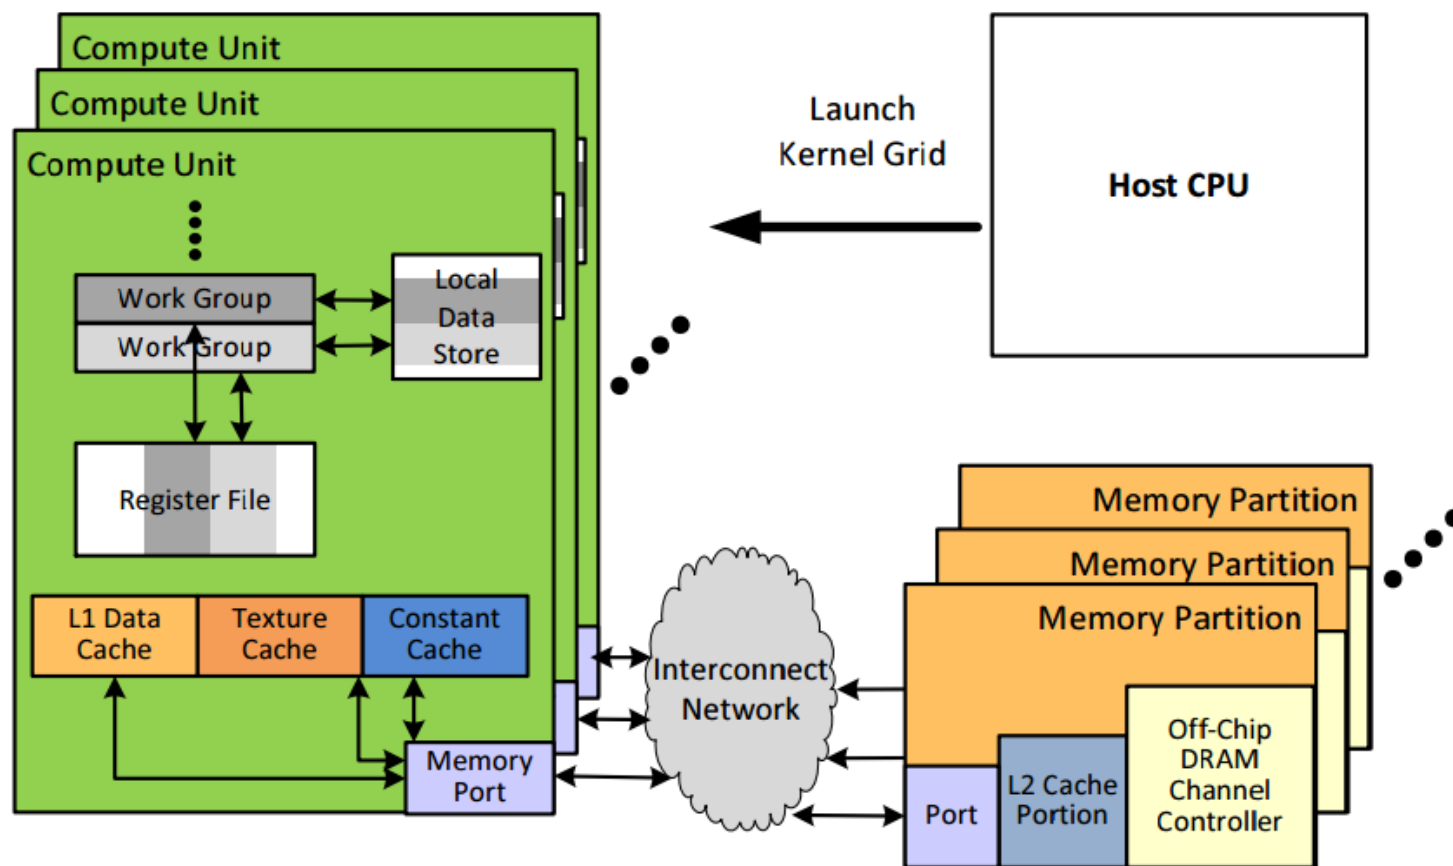 Compute Unit
Compute Unit
Compute Unit
Work Group
Work Group
Local
Data
Store
Register File
L1 Data
Cache
Texture
Cache
Constant
Cache
Memory
Port
Launch
Kernel Grid
Host CPU
Interconnect
Network
Memory Partition
Memory Partition
Memory Partition
Port
L2 Cache
Portion
Off-Chip
DRAM
Channel
Controller